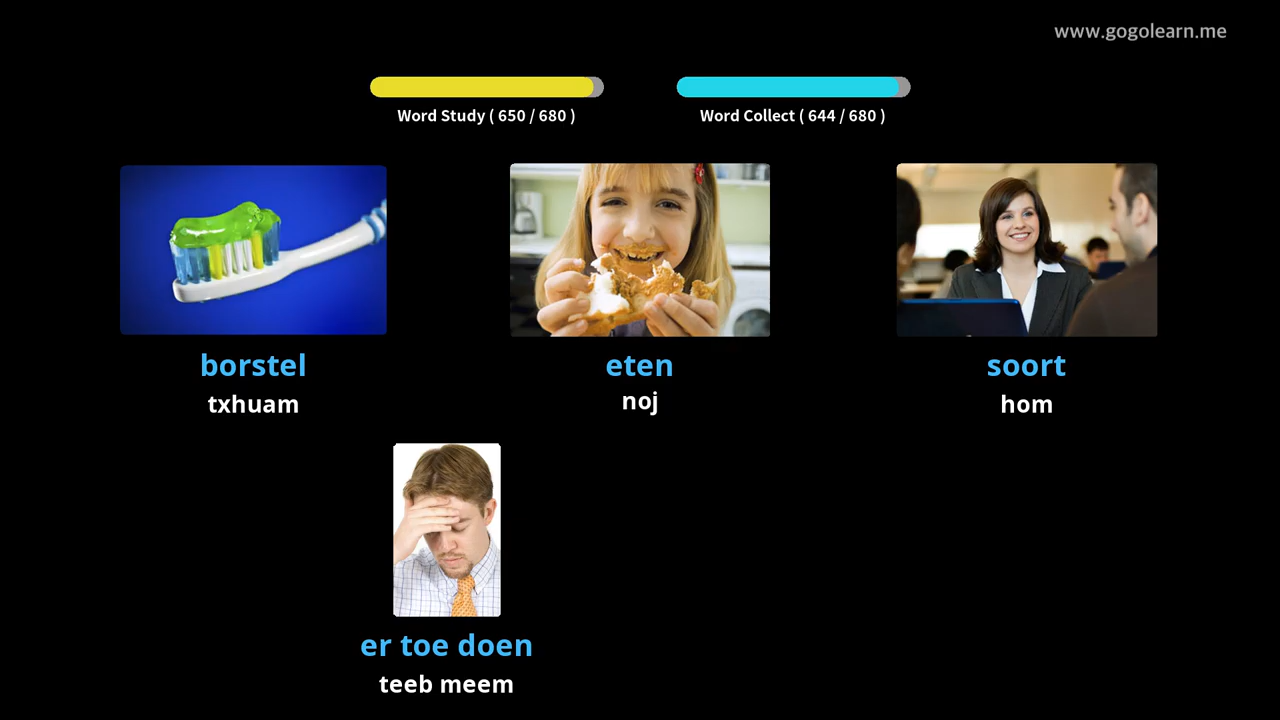 www.gogolearn.me
Word Study ( 650 / 680 )
Word Collect ( 644 / 680 )
borstel
txhuam
eten
noj
soort
hom
er toe doen
teeb meem